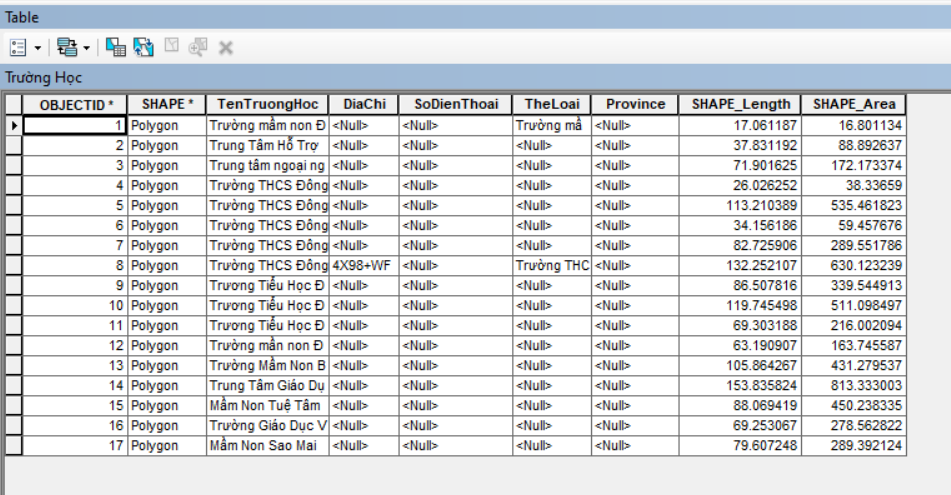 Table
Trường Học
OBJECTID * SHAPE * TenTruongHoc DiaChi SoDienThoai TheLoai Province SHAPE_Length SHAPE_Area
1 Polygon Trường mầm non Đ <Null> <Null> Trường mầ <Null> 17.061187 16.801134
2 Polygon Trung Tâm Hỗ Trợ <Null> <Null> <Null> <Null> 37.831192 88.892637
3 Polygon Trung tâm ngoại ng <Null> <Null> <Null> <Null> 71.901625 172.173374
4 Polygon Trường THCS Đông <Null> <Null> <Null> <Null> 26.026252 38.33659
5 Polygon Trường THCS Đông <Null> <Null> <Null> <Null> 113.210389 535.461823
6 Polygon Trường THCS Đông <Null> <Null> <Null> <Null> 34.156186 59.457676
7 Polygon Trường THCS Đông <Null> <Null> <Null> <Null> 82.725906 289.551786
8 Polygon Trường THCS Đông 4X98+WF <Null> Trường THC <Null> 132.252107 630.123239
9 Polygon Trương Tiểu Học Đ <Null> <Null> <Null> <Null> 86.507816 339.544913
10 Polygon Trương Tiểu Học Đ <Null> <Null> <Null> <Null> 119.745498 511.098497
11 Polygon Trương Tiểu Học Đ <Null> <Null> <Null> <Null> 69.303188 216.002094
12 Polygon Trường mần non Đ <Null> <Null> <Null> <Null> 63.190907 163.745587
13 Polygon Trường Mầm Non B <Null> <Null> <Null> <Null> 105.864267 431.279537
14 Polygon Trung Tâm Giáo Dụ <Null> <Null> <Null> <Null> 153.835824 813.333003
15 Polygon Mầm Non Tuệ Tâm <Null> <Null> <Null> <Null> 88.069419 450.238335
16 Polygon Trường Giáo Dục V <Null> <Null> <Null> <Null> 69.253067 278.562822
17 Polygon Mầm Non Sao Mai <Null> <Null> <Null> <Null> 79.607248 289.392124